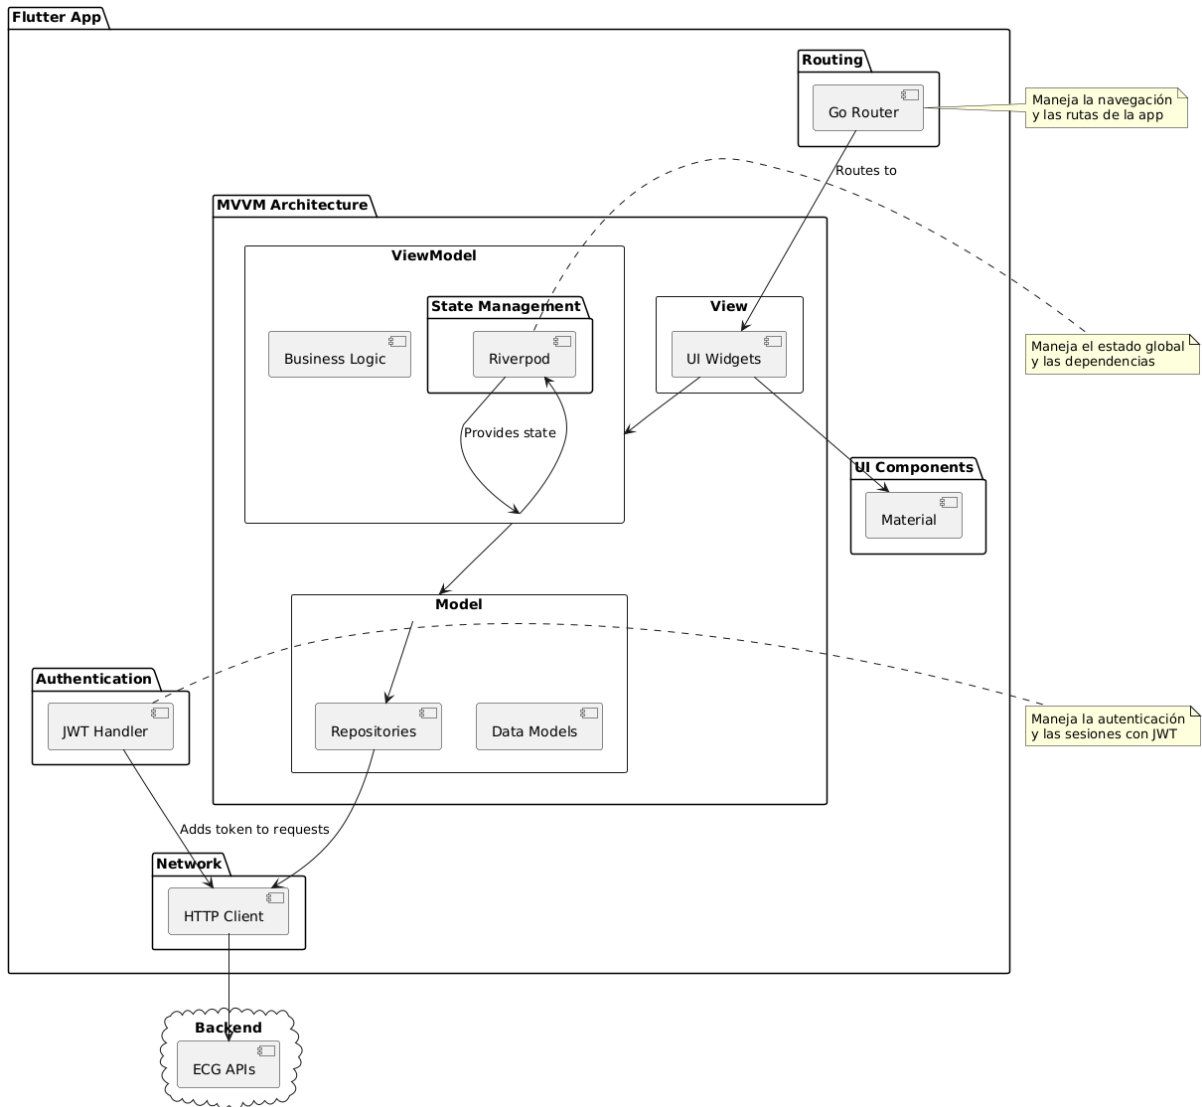 Flutter App
Routing
Go Router
Maneja la navegación
y las rutas de la app
Routes to
MVVM Architecture
ViewModel
State Management
View
Business Logic
Riverpod
UI Widgets
Maneja el estado global
y las dependencias
Provides state
UI Components
Material
Model
Authentication
JWT Handler
Repositories
Data Models
Maneja la autenticación
y las sesiones con JWT
Adds token to requests
Network
HTTP Client
Backend
ECG APIs